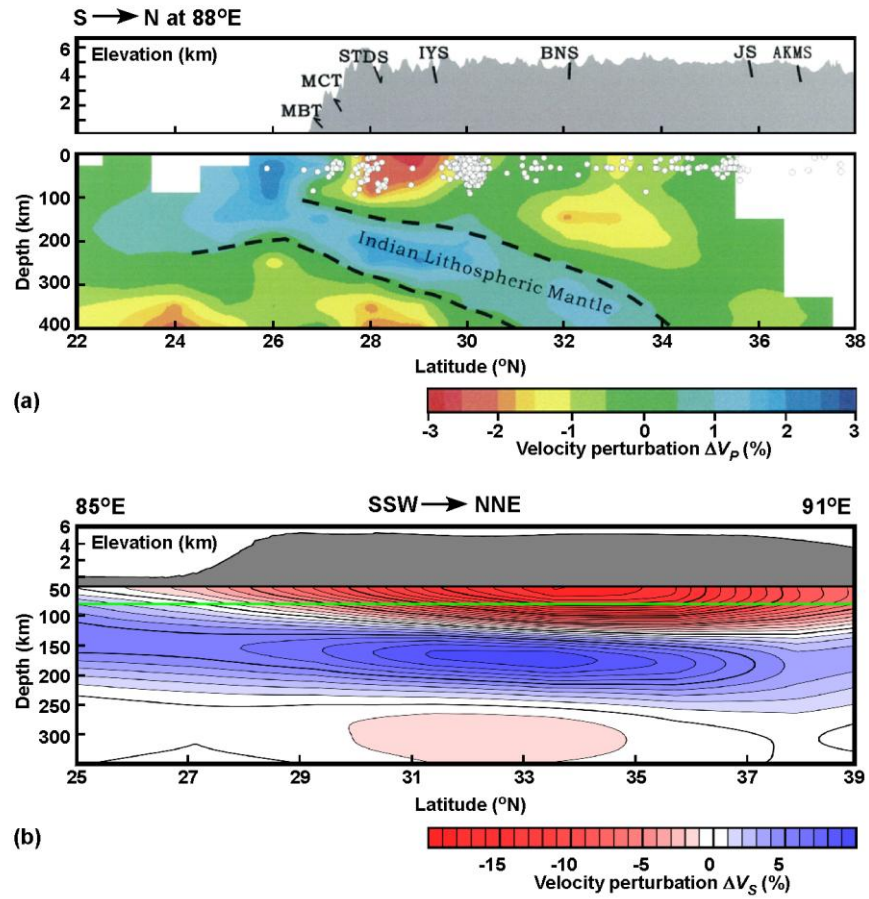 S → N at 88°E
Elevation (km)
6
4
2
MBT
MCT
STDS
IYS
BNS
JS
AKMS
Depth (km)
0
100
200
300
400
Indian Lithospheric Mantle
22 24 26 28 30 32 34 36 38
Latitude (°N)
(a)
-3 -2 -1 0 1 2 3
Velocity perturbation ΔVP (%)
85°E SSW → NNE 91°E
Elevation (km)
6
4
2
50
100
150
200
250
300
Depth (km)
25 27 29 31 33 35 37 39
Latitude (°N)
(b)
-15 -10 -5 0 5
Velocity perturbation ΔVS (%)